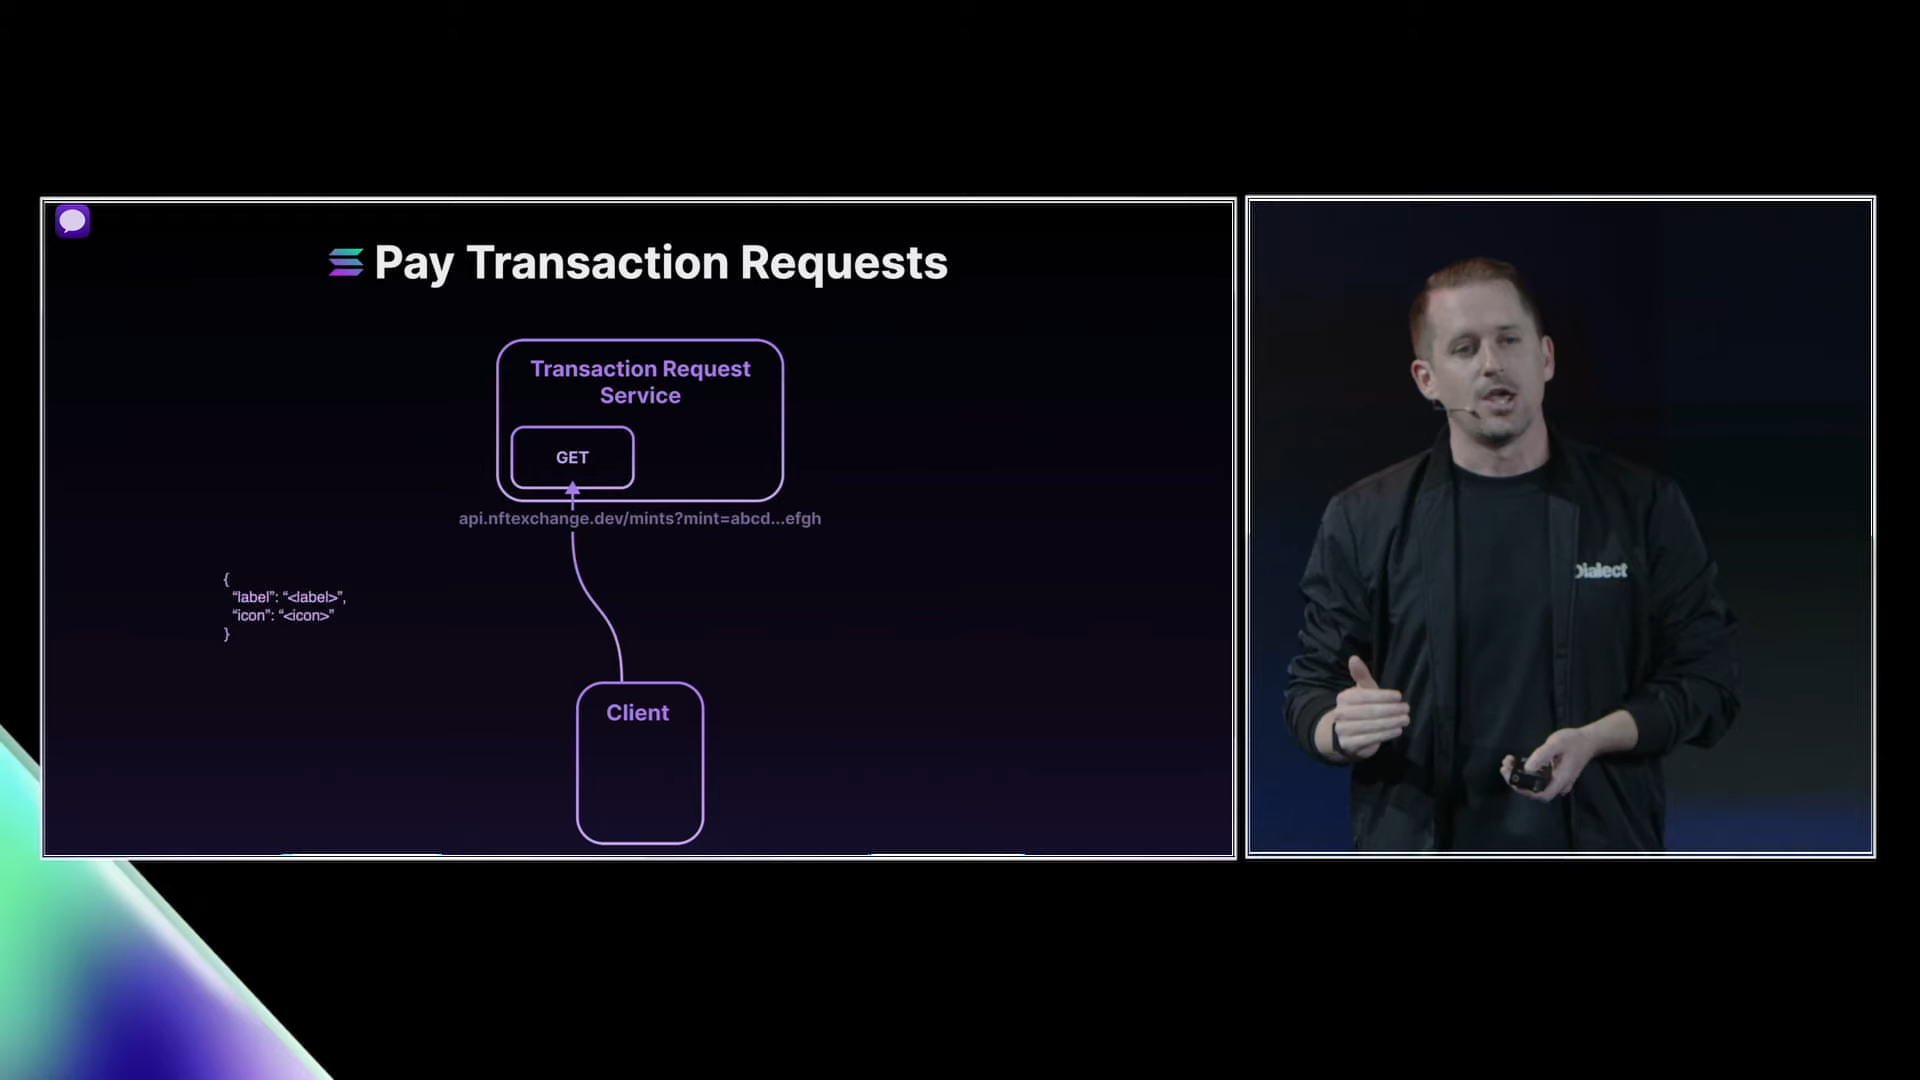 Pay Transaction Requests
Transaction Request
Service
GET
api.nftexchange.dev/mints?mint=abcd...efgh
{
“label”: “<label>”,
“icon”: “<icon>”
}
Client
Dialect